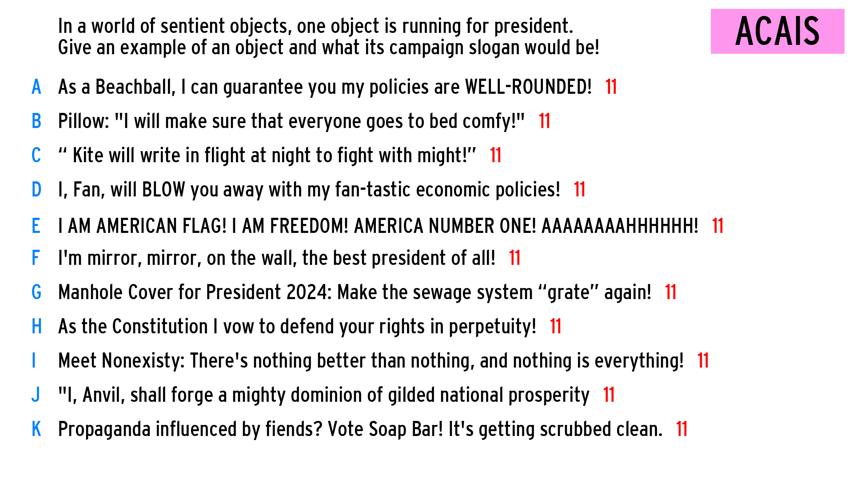 In a world of sentient objects, one object is running for president.
Give an example of an object and what its campaign slogan would be!
ACAIS
A As a Beachball, I can guarantee you my policies are WELL-ROUNDED! 11
B Pillow: "I will make sure that everyone goes to bed comfy!" 11
C “ Kite will write in flight at night to fight with might!” 11
D I, Fan, will BLOW you away with my fan-tastic economic policies! 11
E I AM AMERICAN FLAG! I AM FREEDOM! AMERICA NUMBER ONE! AAAAAAAAHHHHHH! 11
F I'm mirror, mirror, on the wall, the best president of all! 11
G Manhole Cover for President 2024: Make the sewage system “grate” again! 11
H As the Constitution I vow to defend your rights in perpetuity! 11
I Meet Nonexisty: There's nothing better than nothing, and nothing is everything! 11
J "I, Anvil, shall forge a mighty dominion of gilded national prosperity 11
K Propaganda influenced by fiends? Vote Soap Bar! It's getting scrubbed clean. 11